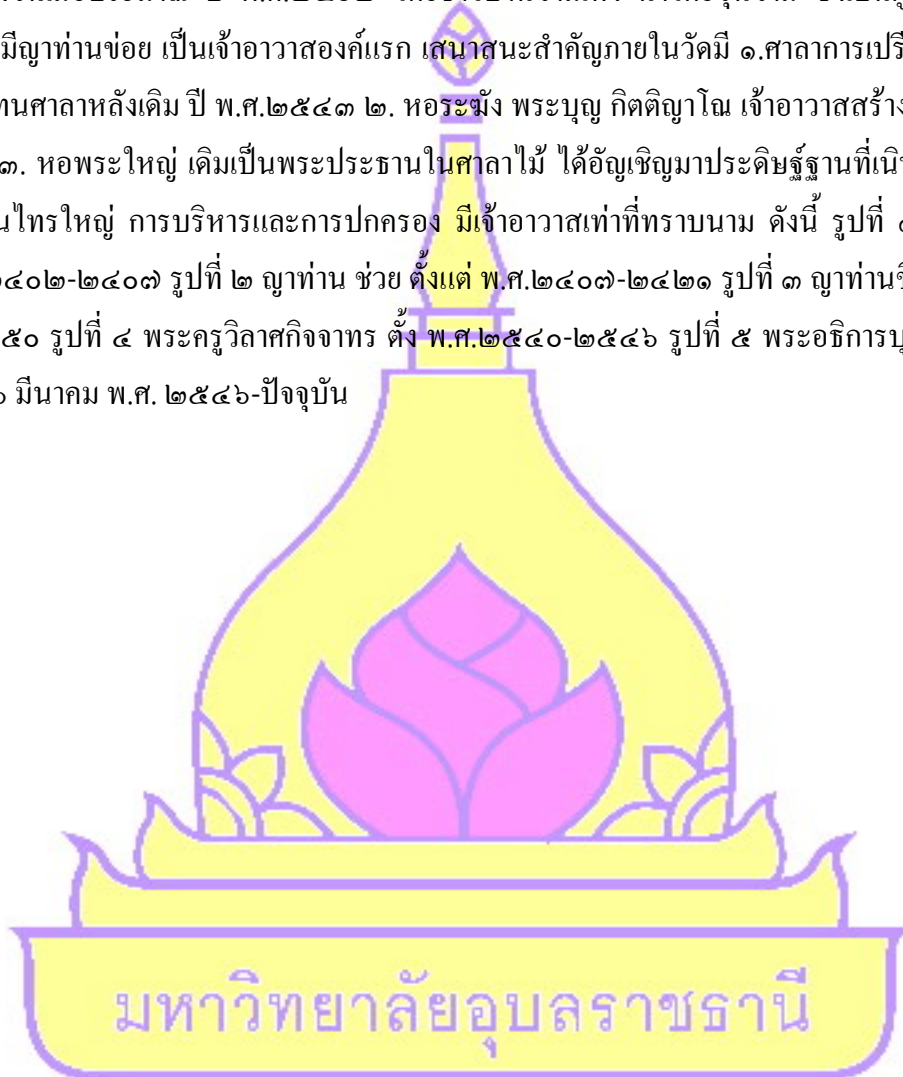 มีญาท่านข่อย เป็นเจ้าอาวาสองค์แรก เสนาสนะสำคัญภายในวัดมี ๑.ศาลาการเปรี
ทนศาลาหลังเดิม ปี พ.ศ.๒๕๔๓ ๒. หอระฆัง พระบุญ กิตติญาโณ เจ้าอาวาสสร้าง
๓. หอพระใหญ่ เดิมเป็นพระประธานในศาลาไม้ ได้อัญเชิญมาประดิษฐ์ฐานที่เนิ
นไทรใหญ่ การบริหารและการปกครอง มีเจ้าอาวาสเท่าที่ทราบนาม ดังนี้ รูปที่
๔๐๒-๒๔๐๗ รูปที่ ๒ ญาท่าน ช่วย ตั้งแต่ พ.ศ.๒๔๐๗-๒๔๒๑ รูปที่ ๓ ญาท่าน
๕๐ รูปที่ ๔ พระครูวิลาศกิจจาทร ตั้ง พ.ศ.๒๕๔๐-๒๕๔๖ รูปที่ ๕ พระอธิการบุ
มีนาคม พ.ศ. ๒๕๔๖-ปัจจุบัน
มหาวิทยาลัยอุบลราชธานี